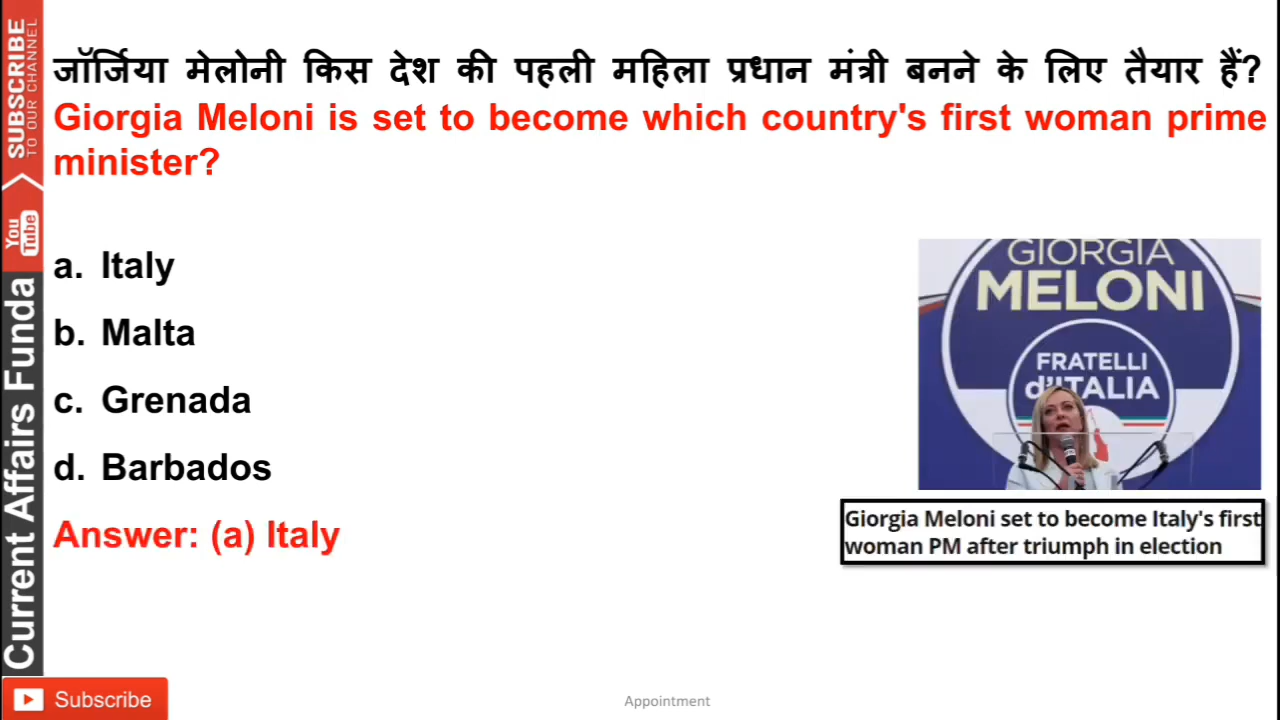 जॉर्जिया मेलोनी किस देश की पहली महिला प्रधान मंत्री बनने के लिए तैयार हैं?
Giorgia Meloni is set to become which country's first woman prime
minister?
a. Italy
b. Malta
c. Grenada
d. Barbados
Answer: (a) Italy
GIORGIA
MELONI
FRATELLI
d'ITALIA
Giorgia Meloni set to become Italy's first
woman PM after triumph in election
SUBSCRIBE
TO OUR CHANNEL
You
Tube
Current Affairs Funda
Subscribe
Appointment